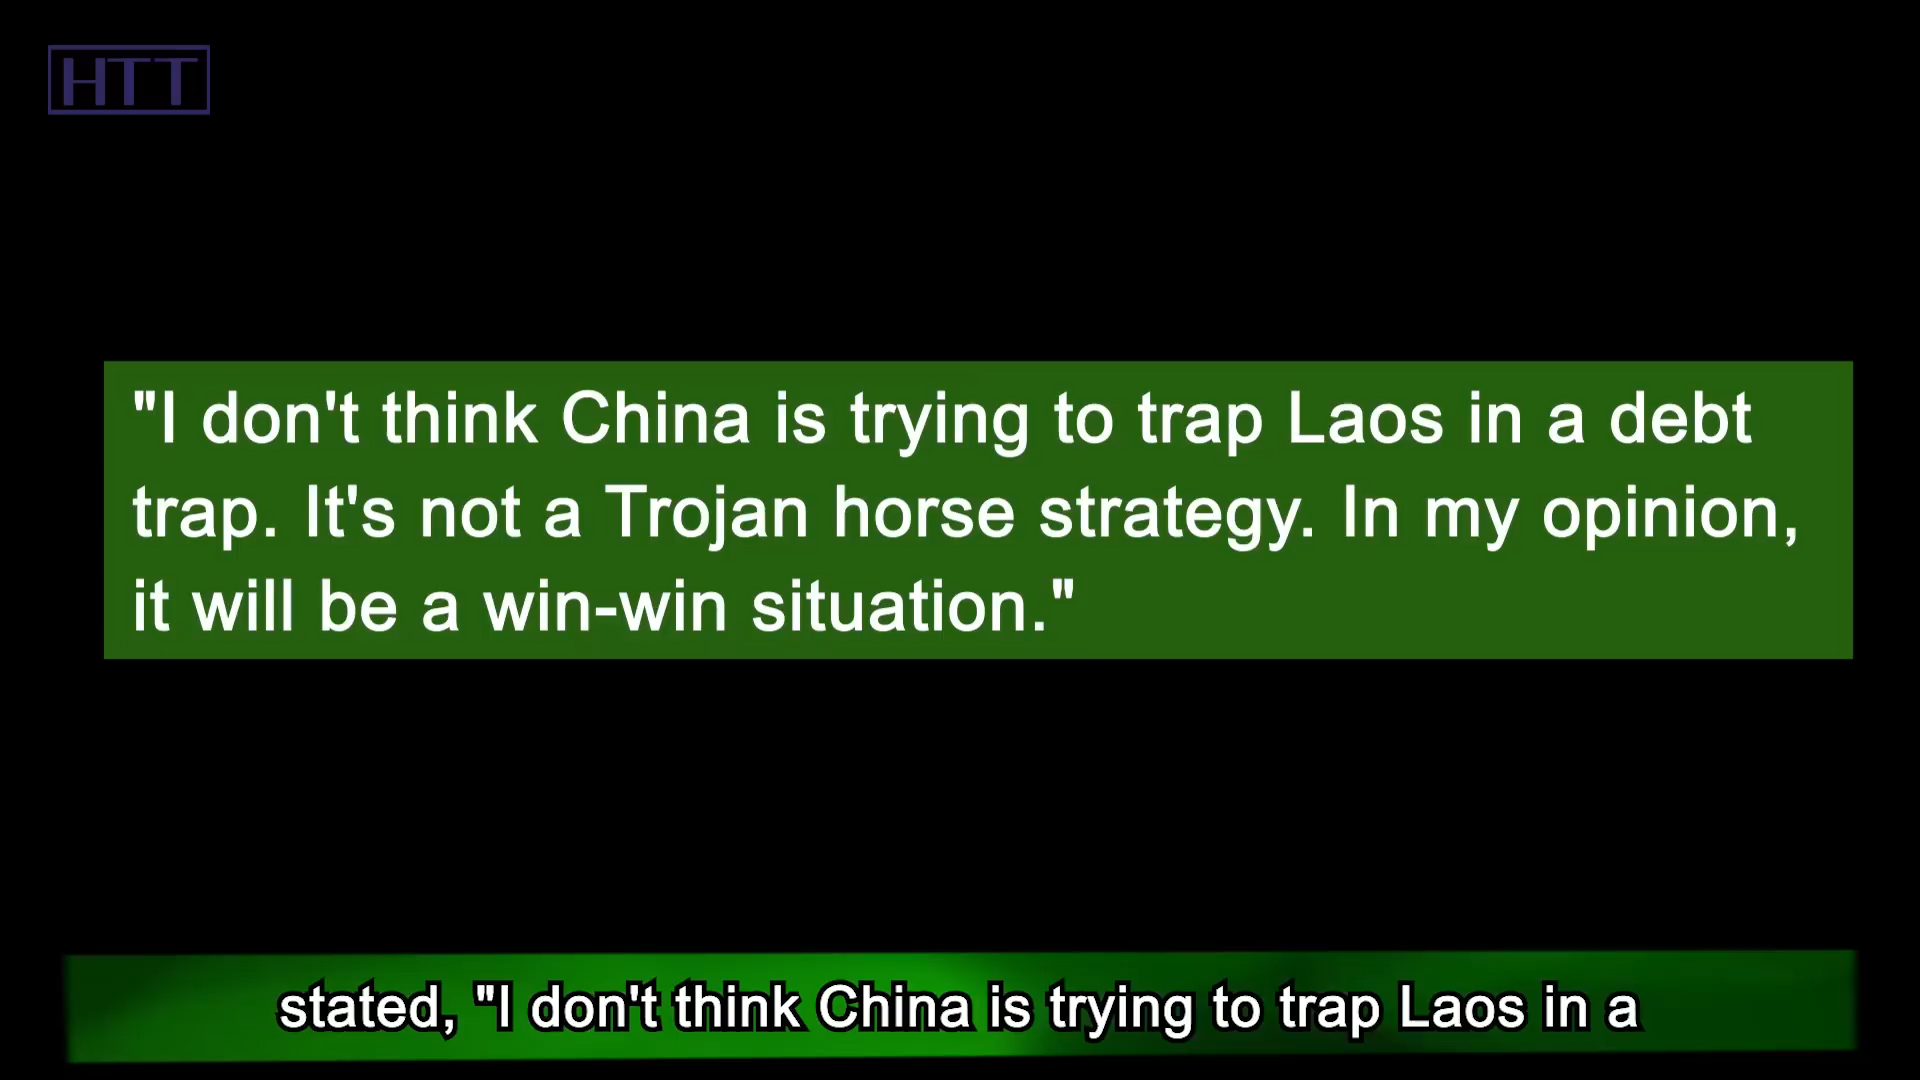 HTT
"I don't think China is trying to trap Laos in a debt
trap. It's not a Trojan horse strategy. In my opinion,
it will be a win-win situation."
stated, "I don't think China is trying to trap Laos in a